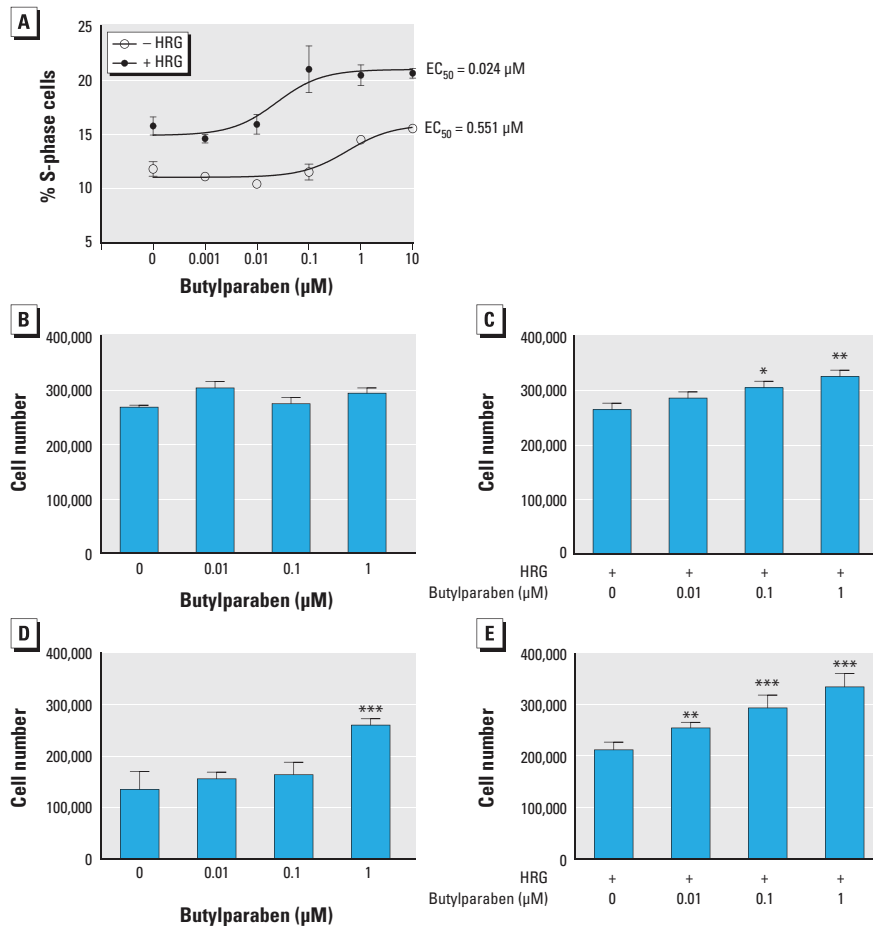 A
25
20
15
10
5
% S-phase cells
– HRG
+ HRG
EC50 = 0.024 µM
EC50 = 0.551 µM
0 0.001 0.01 0.1 1 10
Butylparaben (µM)
B
400,000
300,000
200,000
100,000
0
Cell number
0 0.01 0.1 1
Butylparaben (µM)
C
400,000
300,000
200,000
100,000
0
Cell number
* **
HRG + + + +
Butylparaben (µM) 0 0.01 0.1 1
D
400,000
300,000
200,000
100,000
0
Cell number
***
0 0.01 0.1 1
Butylparaben (µM)
E
400,000
300,000
200,000
100,000
0
Cell number
** *** ***
HRG + + + +
Butylparaben (µM) 0 0.01 0.1 1